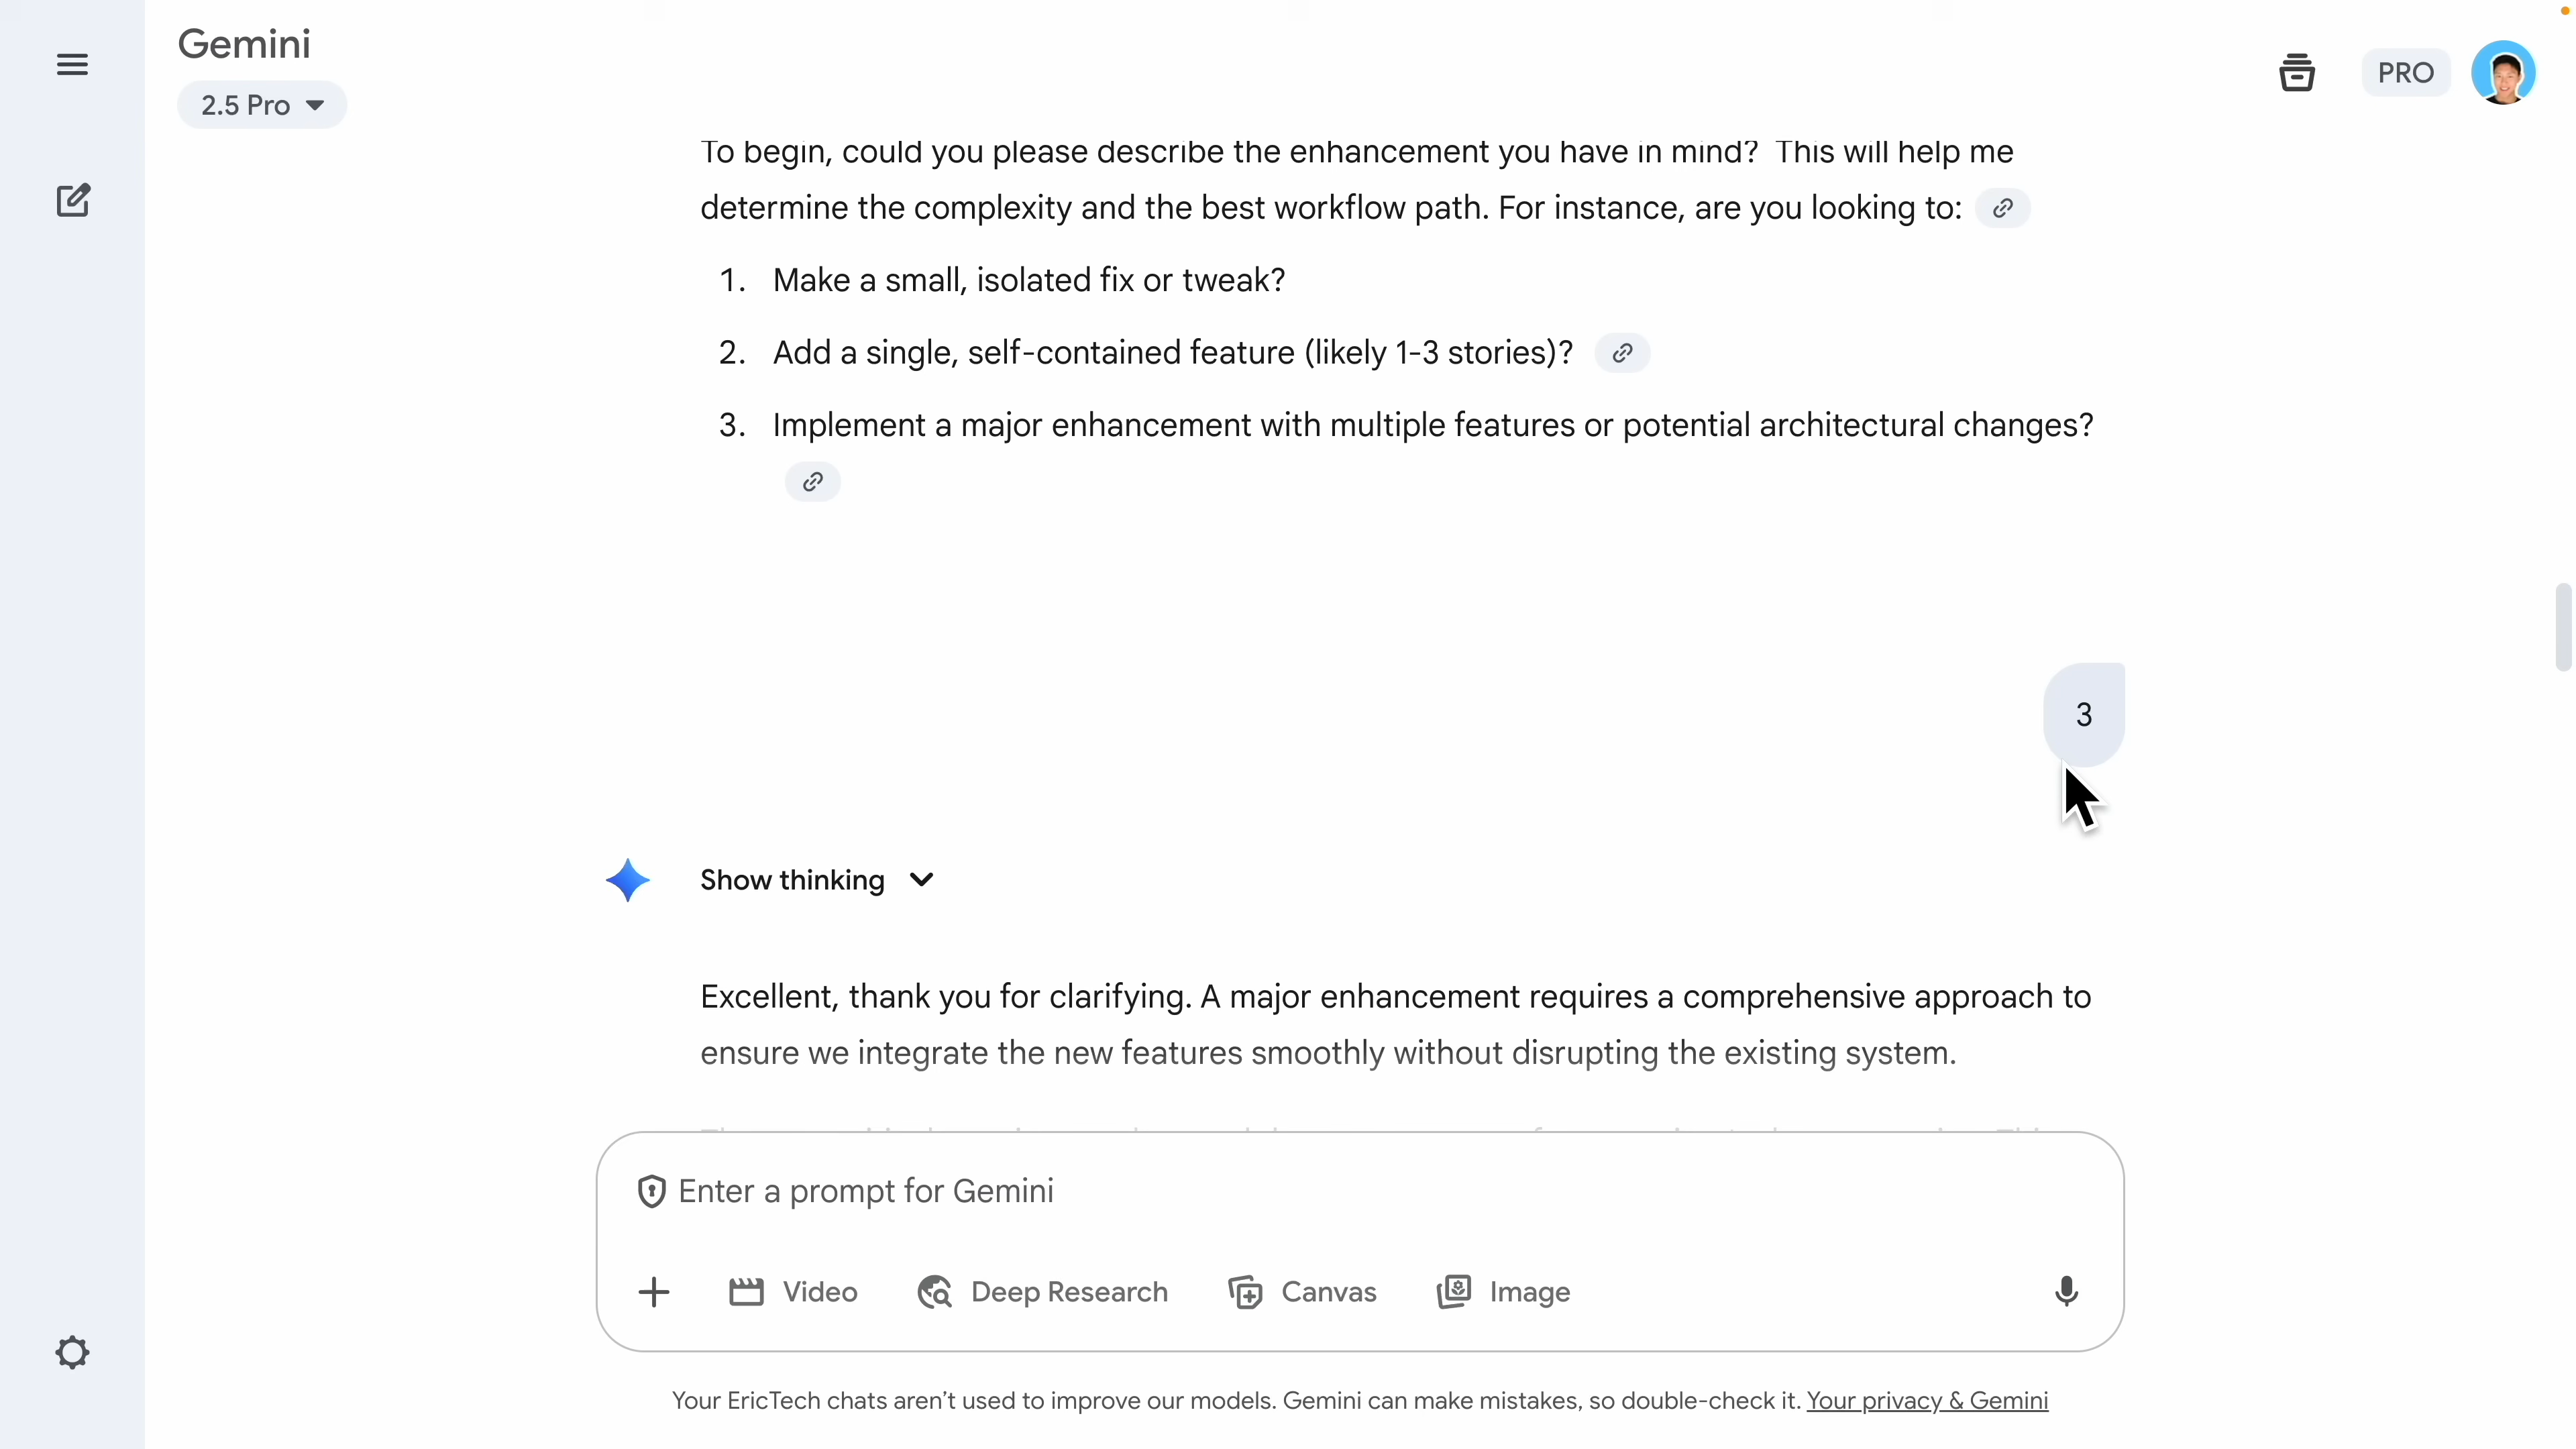 Gemini
2.5 Pro
PRO
To begin, could you please describe the enhancement you have in mind? This will help me
determine the complexity and the best workflow path. For instance, are you looking to:
1. Make a small, isolated fix or tweak?
2. Add a single, self-contained feature (likely 1-3 stories)?
3. Implement a major enhancement with multiple features or potential architectural changes?
3
Show thinking
Excellent, thank you for clarifying. A major enhancement requires a comprehensive approach to
ensure we integrate the new features smoothly without disrupting the existing system.
Enter a prompt for Gemini
Video Deep Research Canvas Image
Your EricTech chats aren’t used to improve our models. Gemini can make mistakes, so double-check it. Your privacy & Gemini